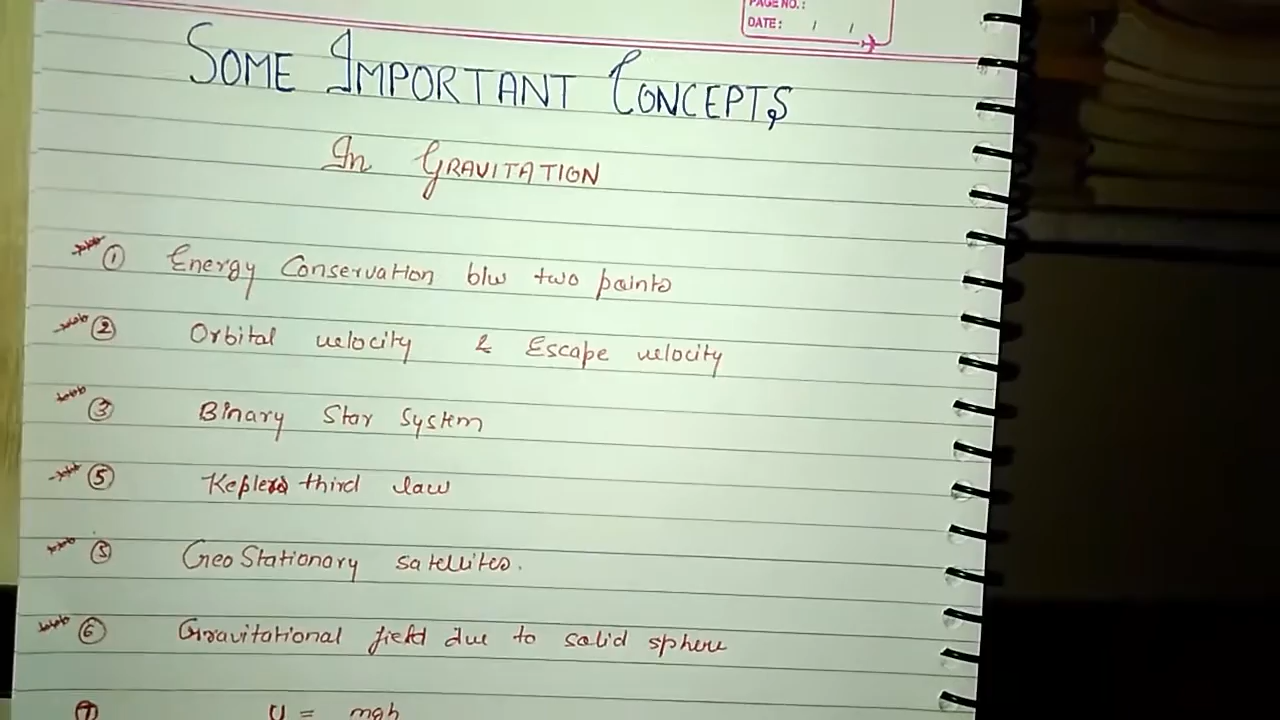 PAGE NO.:
DATE: / /
SOME IMPORTANT CONCEPTS
In GRAVITATION
① Energy Conservation b/w two points
② Orbital velocity & Escape velocity
③ Binary Star System
⑤ Keplers third law
⑤ GeoStationary satellites.
⑥ Gravitational field due to solid sphere
⑦ U = mgh